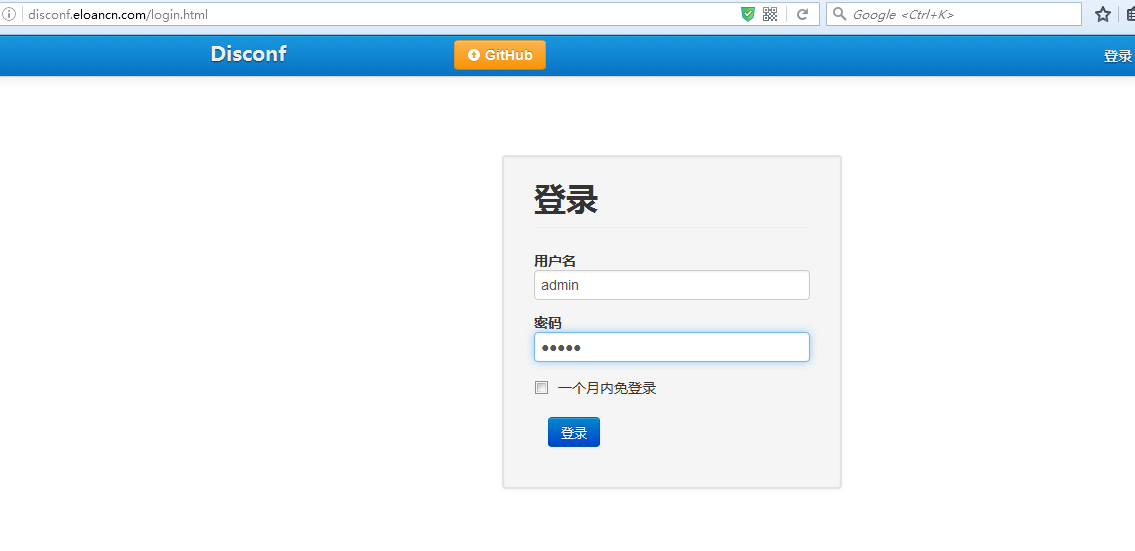 disconf.eloancn.com/login.html
Google <Ctrl+K>
Disconf
GitHub
登录
登录
用户名
admin
密码
•••••
一个月内免登录
登录